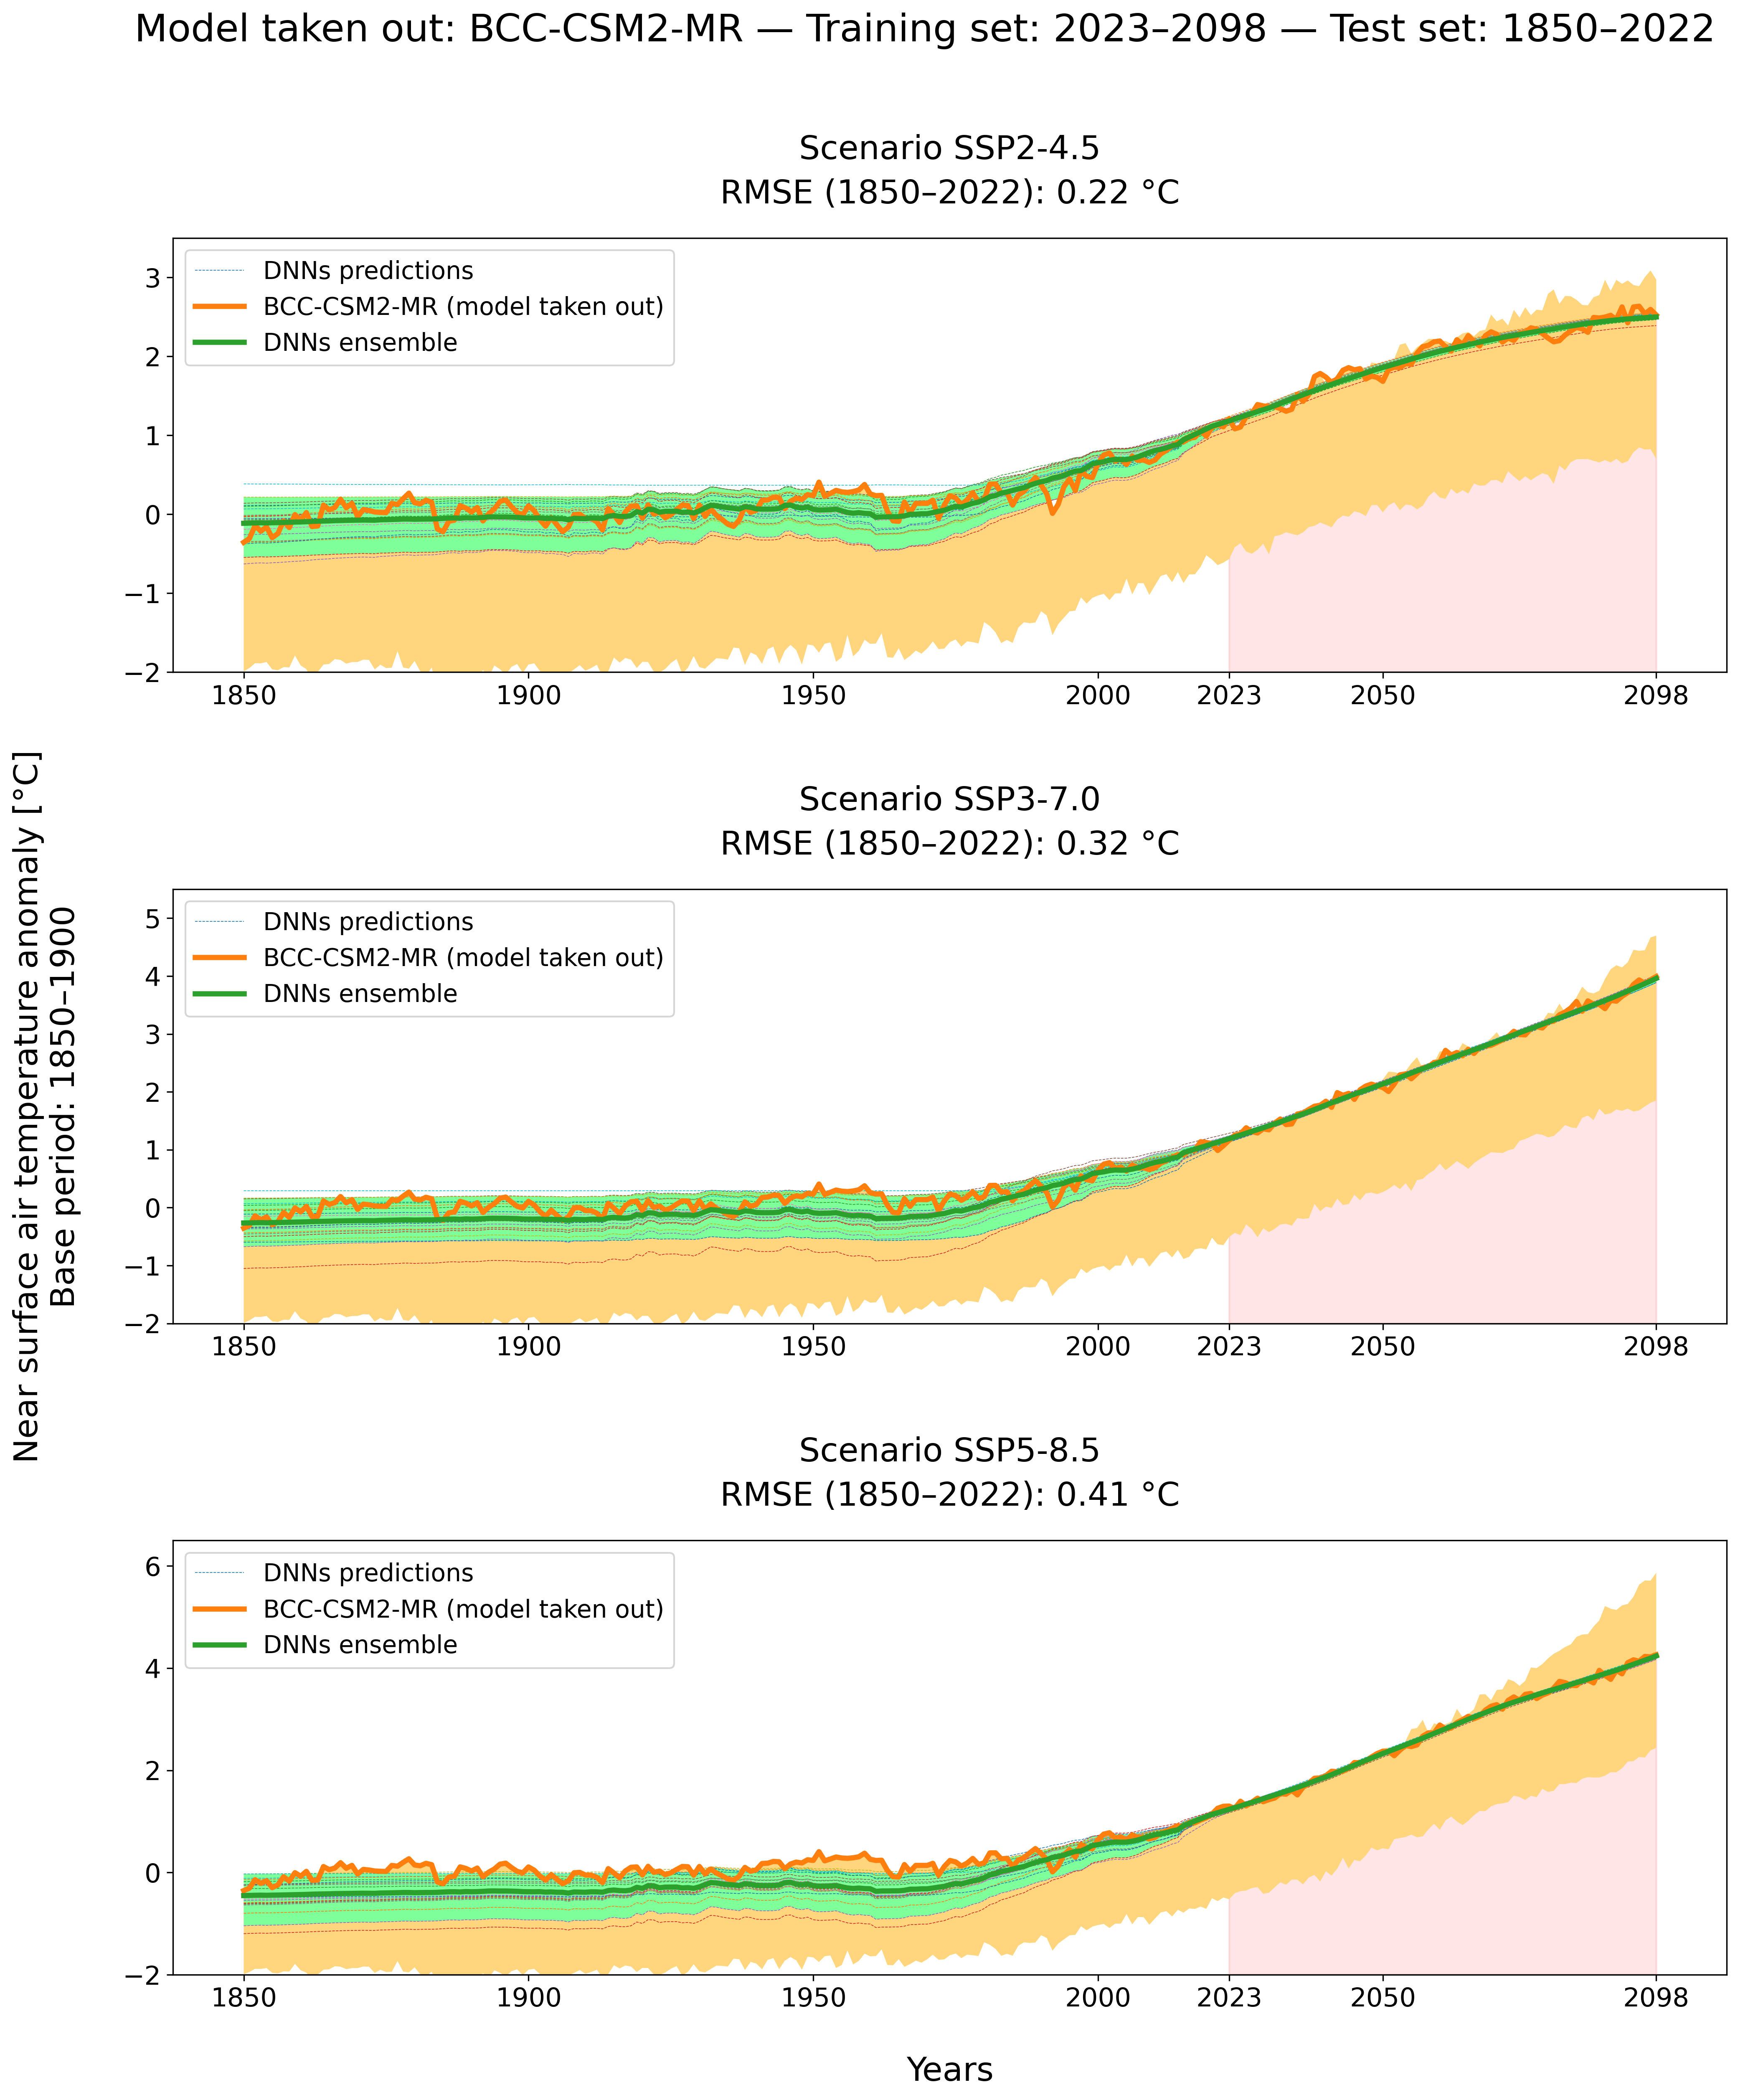 Model taken out: BCC-CSM2-MR — Training set: 2023–2098 — Test set: 1850–2022
Near surface air temperature anomaly [°C]
Base period: 1850–1900
Scenario SSP2-4.5
RMSE (1850–2022): 0.22 °C
DNNs predictions
BCC-CSM2-MR (model taken out)
DNNs ensemble
3
2
1
0
−1
−2
1850 1900 1950 2000 2023 2050 2098
Scenario SSP3-7.0
RMSE (1850–2022): 0.32 °C
DNNs predictions
BCC-CSM2-MR (model taken out)
DNNs ensemble
5
4
3
2
1
0
−1
−2
1850 1900 1950 2000 2023 2050 2098
Scenario SSP5-8.5
RMSE (1850–2022): 0.41 °C
DNNs predictions
BCC-CSM2-MR (model taken out)
DNNs ensemble
6
4
2
0
−2
1850 1900 1950 2000 2023 2050 2098
Years